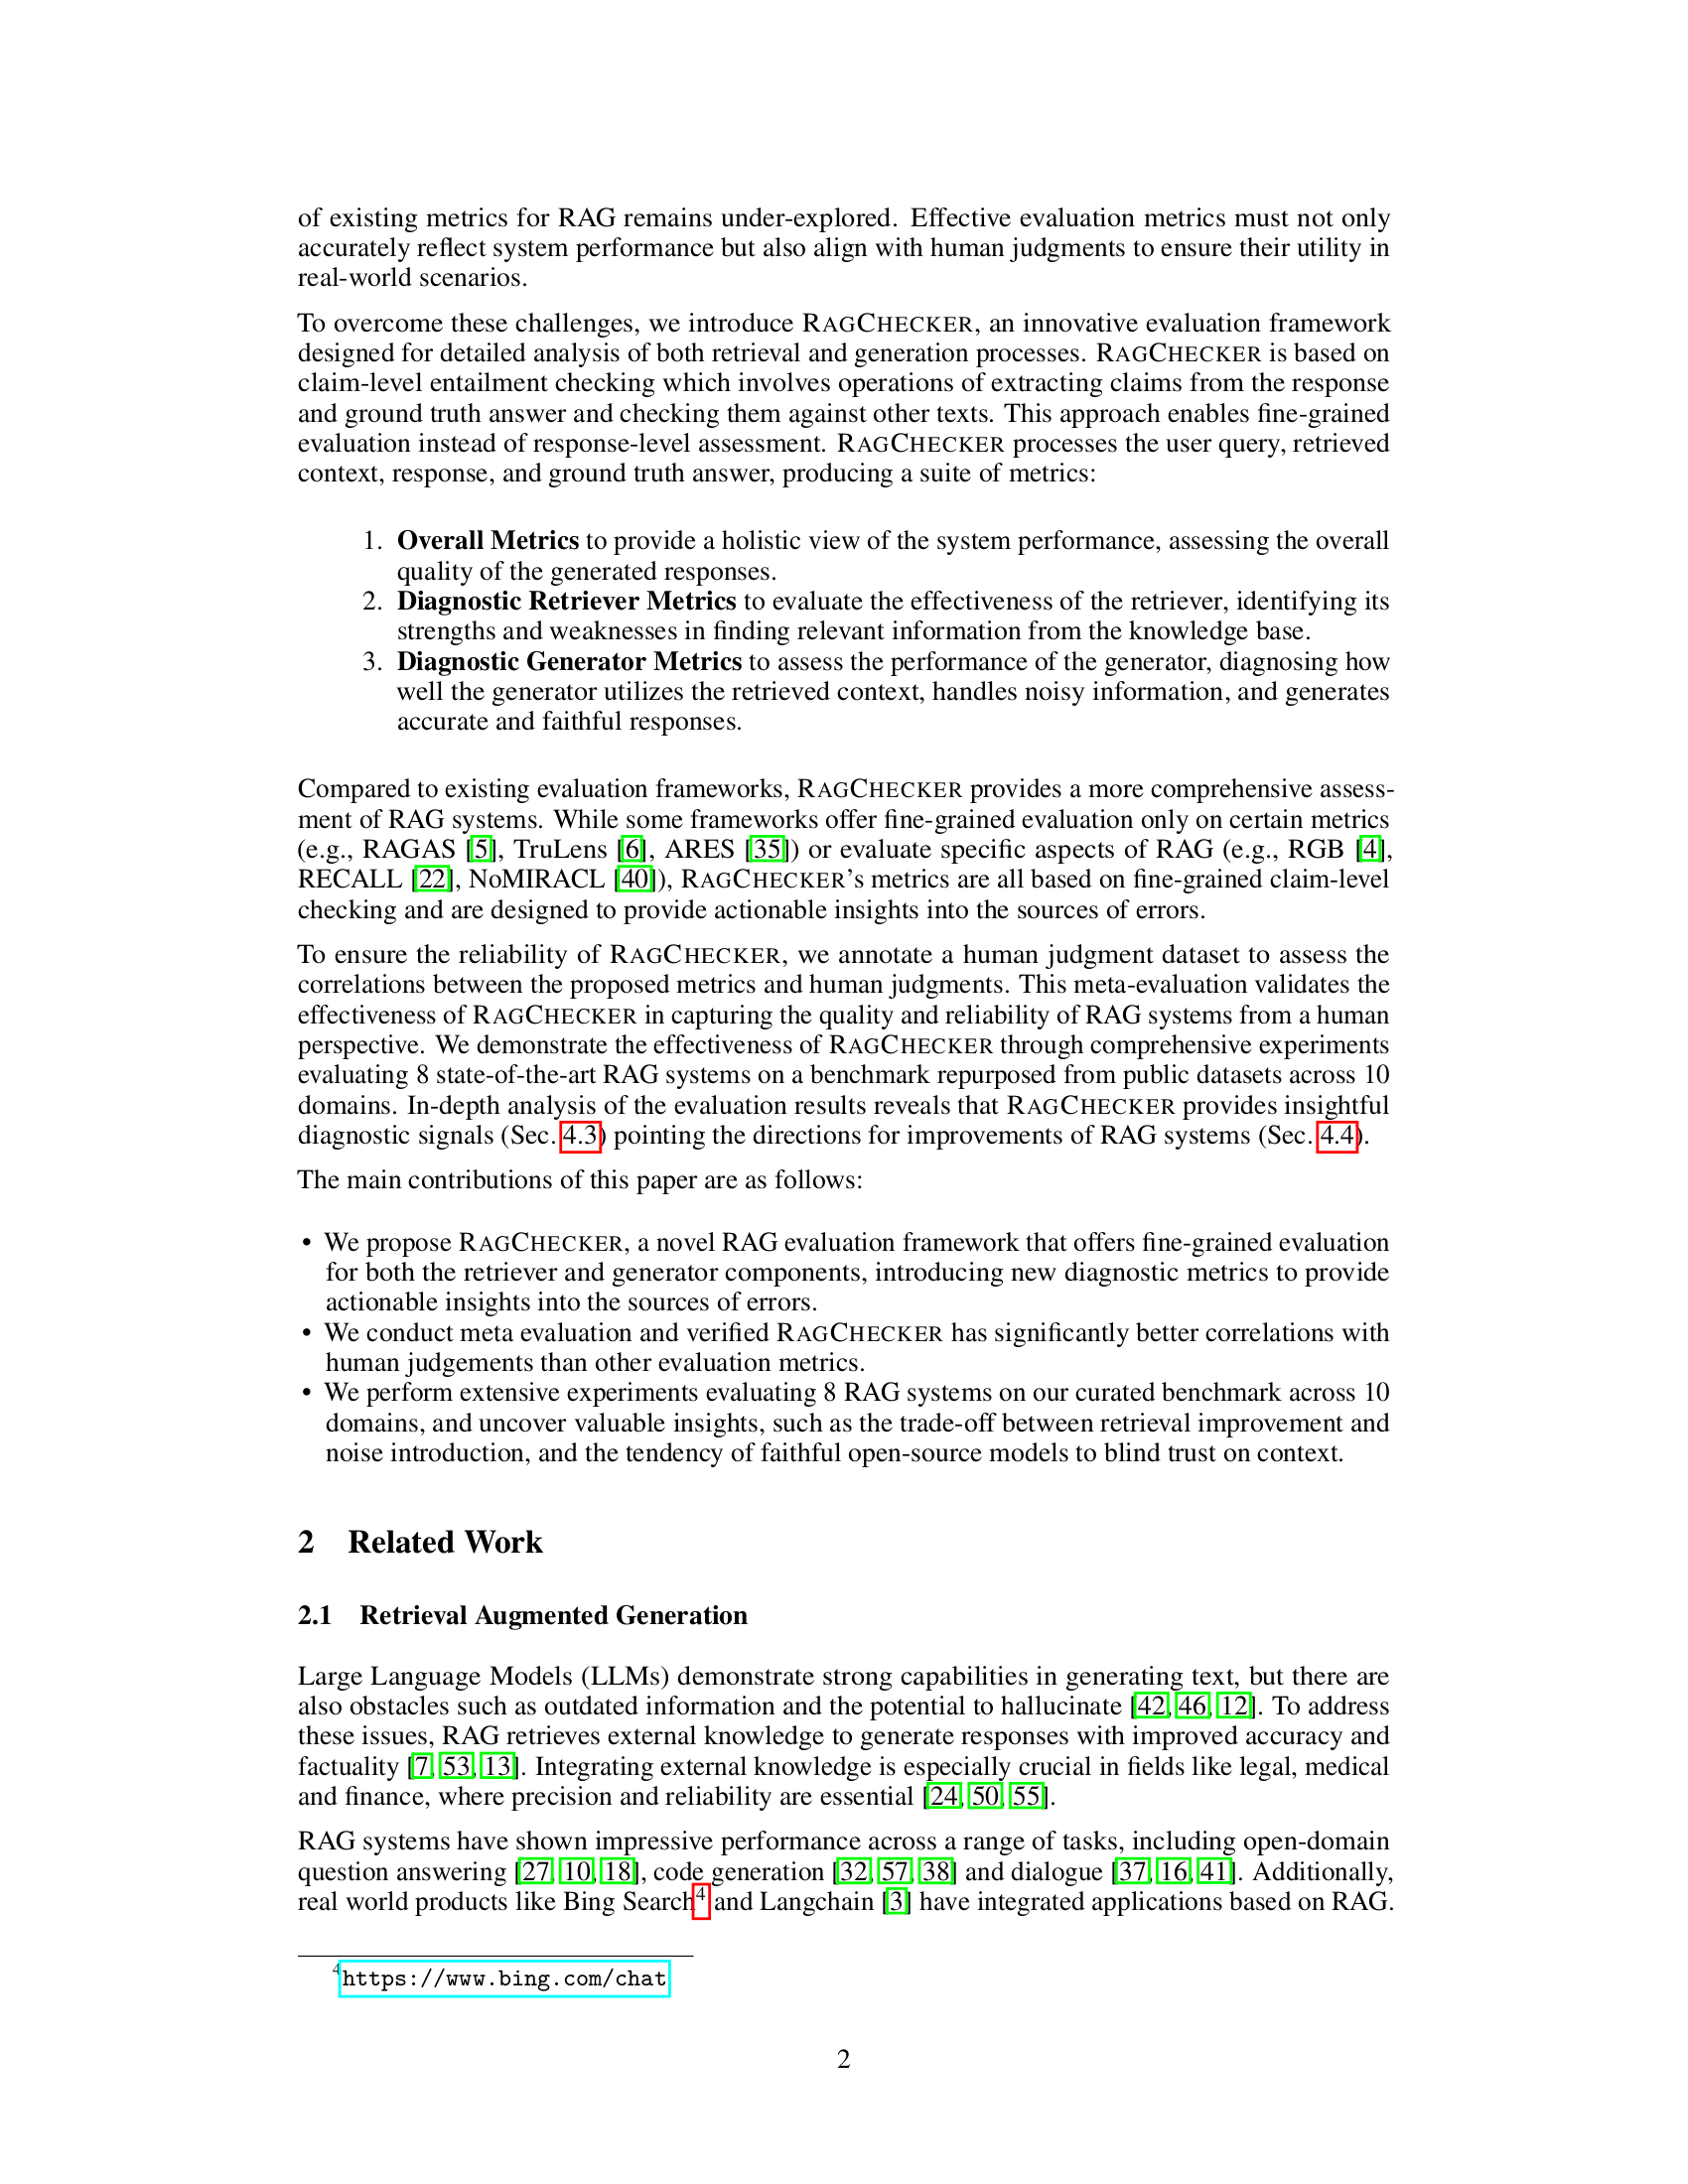 of existing metrics for RAG remains under-explored. Effective evaluation metrics must not only
accurately reflect system performance but also align with human judgments to ensure their utility in
real-world scenarios.
To overcome these challenges, we introduce RAGCHECKER, an innovative evaluation framework
designed for detailed analysis of both retrieval and generation processes. RAGCHECKER is based on
claim-level entailment checking which involves operations of extracting claims from the response
and ground truth answer and checking them against other texts. This approach enables fine-grained
evaluation instead of response-level assessment. RAGCHECKER processes the user query, retrieved
context, response, and ground truth answer, producing a suite of metrics:
1. Overall Metrics to provide a holistic view of the system performance, assessing the overall
quality of the generated responses.
2. Diagnostic Retriever Metrics to evaluate the effectiveness of the retriever, identifying its
strengths and weaknesses in finding relevant information from the knowledge base.
3. Diagnostic Generator Metrics to assess the performance of the generator, diagnosing how
well the generator utilizes the retrieved context, handles noisy information, and generates
accurate and faithful responses.
Compared to existing evaluation frameworks, RAGCHECKER provides a more comprehensive assess-
ment of RAG systems. While some frameworks offer fine-grained evaluation only on certain metrics
(e.g., RAGAS [5], TruLens [6], ARES [35]) or evaluate specific aspects of RAG (e.g., RGB [4],
RECALL [22], NoMIRACL [40]), RAGCHECKER's metrics are all based on fine-grained claim-level
checking and are designed to provide actionable insights into the sources of errors.
To ensure the reliability of RAGCHECKER, we annotate a human judgment dataset to assess the
correlations between the proposed metrics and human judgments. This meta-evaluation validates the
effectiveness of RAGCHECKER in capturing the quality and reliability of RAG systems from a human
perspective. We demonstrate the effectiveness of RAGCHECKER through comprehensive experiments
evaluating 8 state-of-the-art RAG systems on a benchmark repurposed from public datasets across 10
domains. In-depth analysis of the evaluation results reveals that RAGCHECKER provides insightful
diagnostic signals (Sec. 4.3) pointing the directions for improvements of RAG systems (Sec. 4.4).
The main contributions of this paper are as follows:
• We propose RAGCHECKER, a novel RAG evaluation framework that offers fine-grained evaluation
for both the retriever and generator components, introducing new diagnostic metrics to provide
actionable insights into the sources of errors.
• We conduct meta evaluation and verified RAGCHECKER has significantly better correlations with
human judgements than other evaluation metrics.
• We perform extensive experiments evaluating 8 RAG systems on our curated benchmark across 10
domains, and uncover valuable insights, such as the trade-off between retrieval improvement and
noise introduction, and the tendency of faithful open-source models to blind trust on context.
2 Related Work
2.1 Retrieval Augmented Generation
Large Language Models (LLMs) demonstrate strong capabilities in generating text, but there are
also obstacles such as outdated information and the potential to hallucinate [42, 46, 12]. To address
these issues, RAG retrieves external knowledge to generate responses with improved accuracy and
factuality [7, 53, 13]. Integrating external knowledge is especially crucial in fields like legal, medical
and finance, where precision and reliability are essential [24, 50, 55].
RAG systems have shown impressive performance across a range of tasks, including open-domain
question answering [27, 10, 18], code generation [32, 57, 38] and dialogue [37, 16, 41]. Additionally,
real world products like Bing Search4 and Langchain [3] have integrated applications based on RAG.
4https://www.bing.com/chat
2